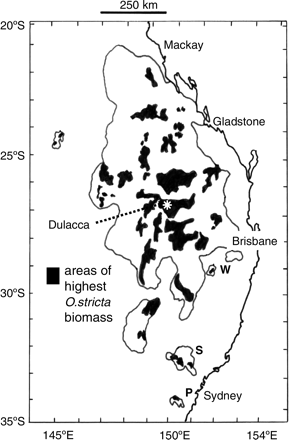 250 km
20°S
Mackay
Gladstone
25°S
Dulacca
Brisbane
W
areas of
highest
O.stricta
biomass
30°S
S
P
Sydney
35°S
145°E
150°E
154°E